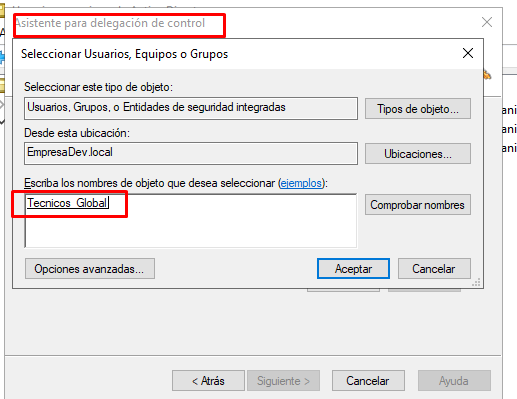 Asistente para delegación de control
Seleccionar Usuarios, Equipos o Grupos
Seleccionar este tipo de objeto:
Usuarios, Grupos, o Entidades de seguridad integradas
Tipos de objeto...
Desde esta ubicación:
EmpresaDev.local
Ubicaciones...
Escriba los nombres de objeto que desea seleccionar (ejemplos):
Tecnicos_Global
Comprobar nombres
Opciones avanzadas...
Aceptar
Cancelar
< Atrás
Siguiente >
Cancelar
Ayuda